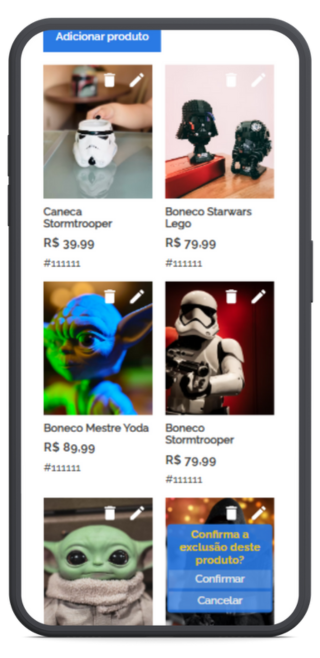 Adicionar produto
Caneca
Stormtrooper
R$ 39,99
#111111
Boneco Starwars
Lego
R$ 79,99
#111111
Boneco Mestre Yoda
R$ 89,99
#111111
Boneco
Stormtrooper
R$ 79,99
#111111
Confirma a
exclusão deste
produto?
Confirmar
Cancelar